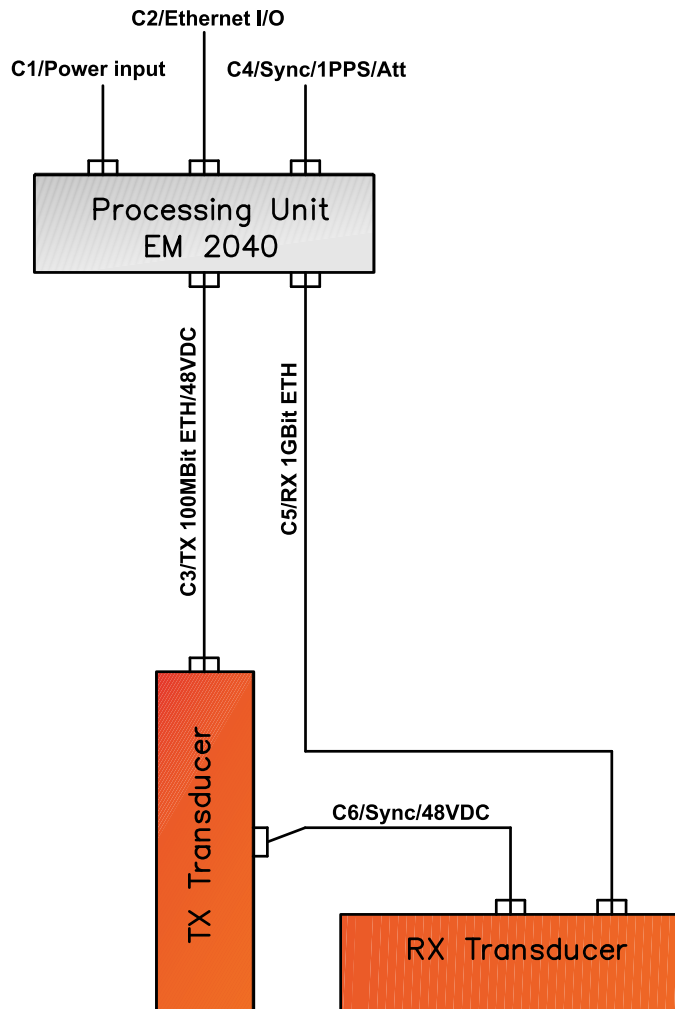 C2/Ethernet I/O
C1/Power input
C4/Sync/1PPS/Att
Processing Unit
EM 2040
C3/TX 100MBit ETH/48VDC
C5/RX 1GBit ETH
TX Transducer
C6/Sync/48VDC
RX Transducer